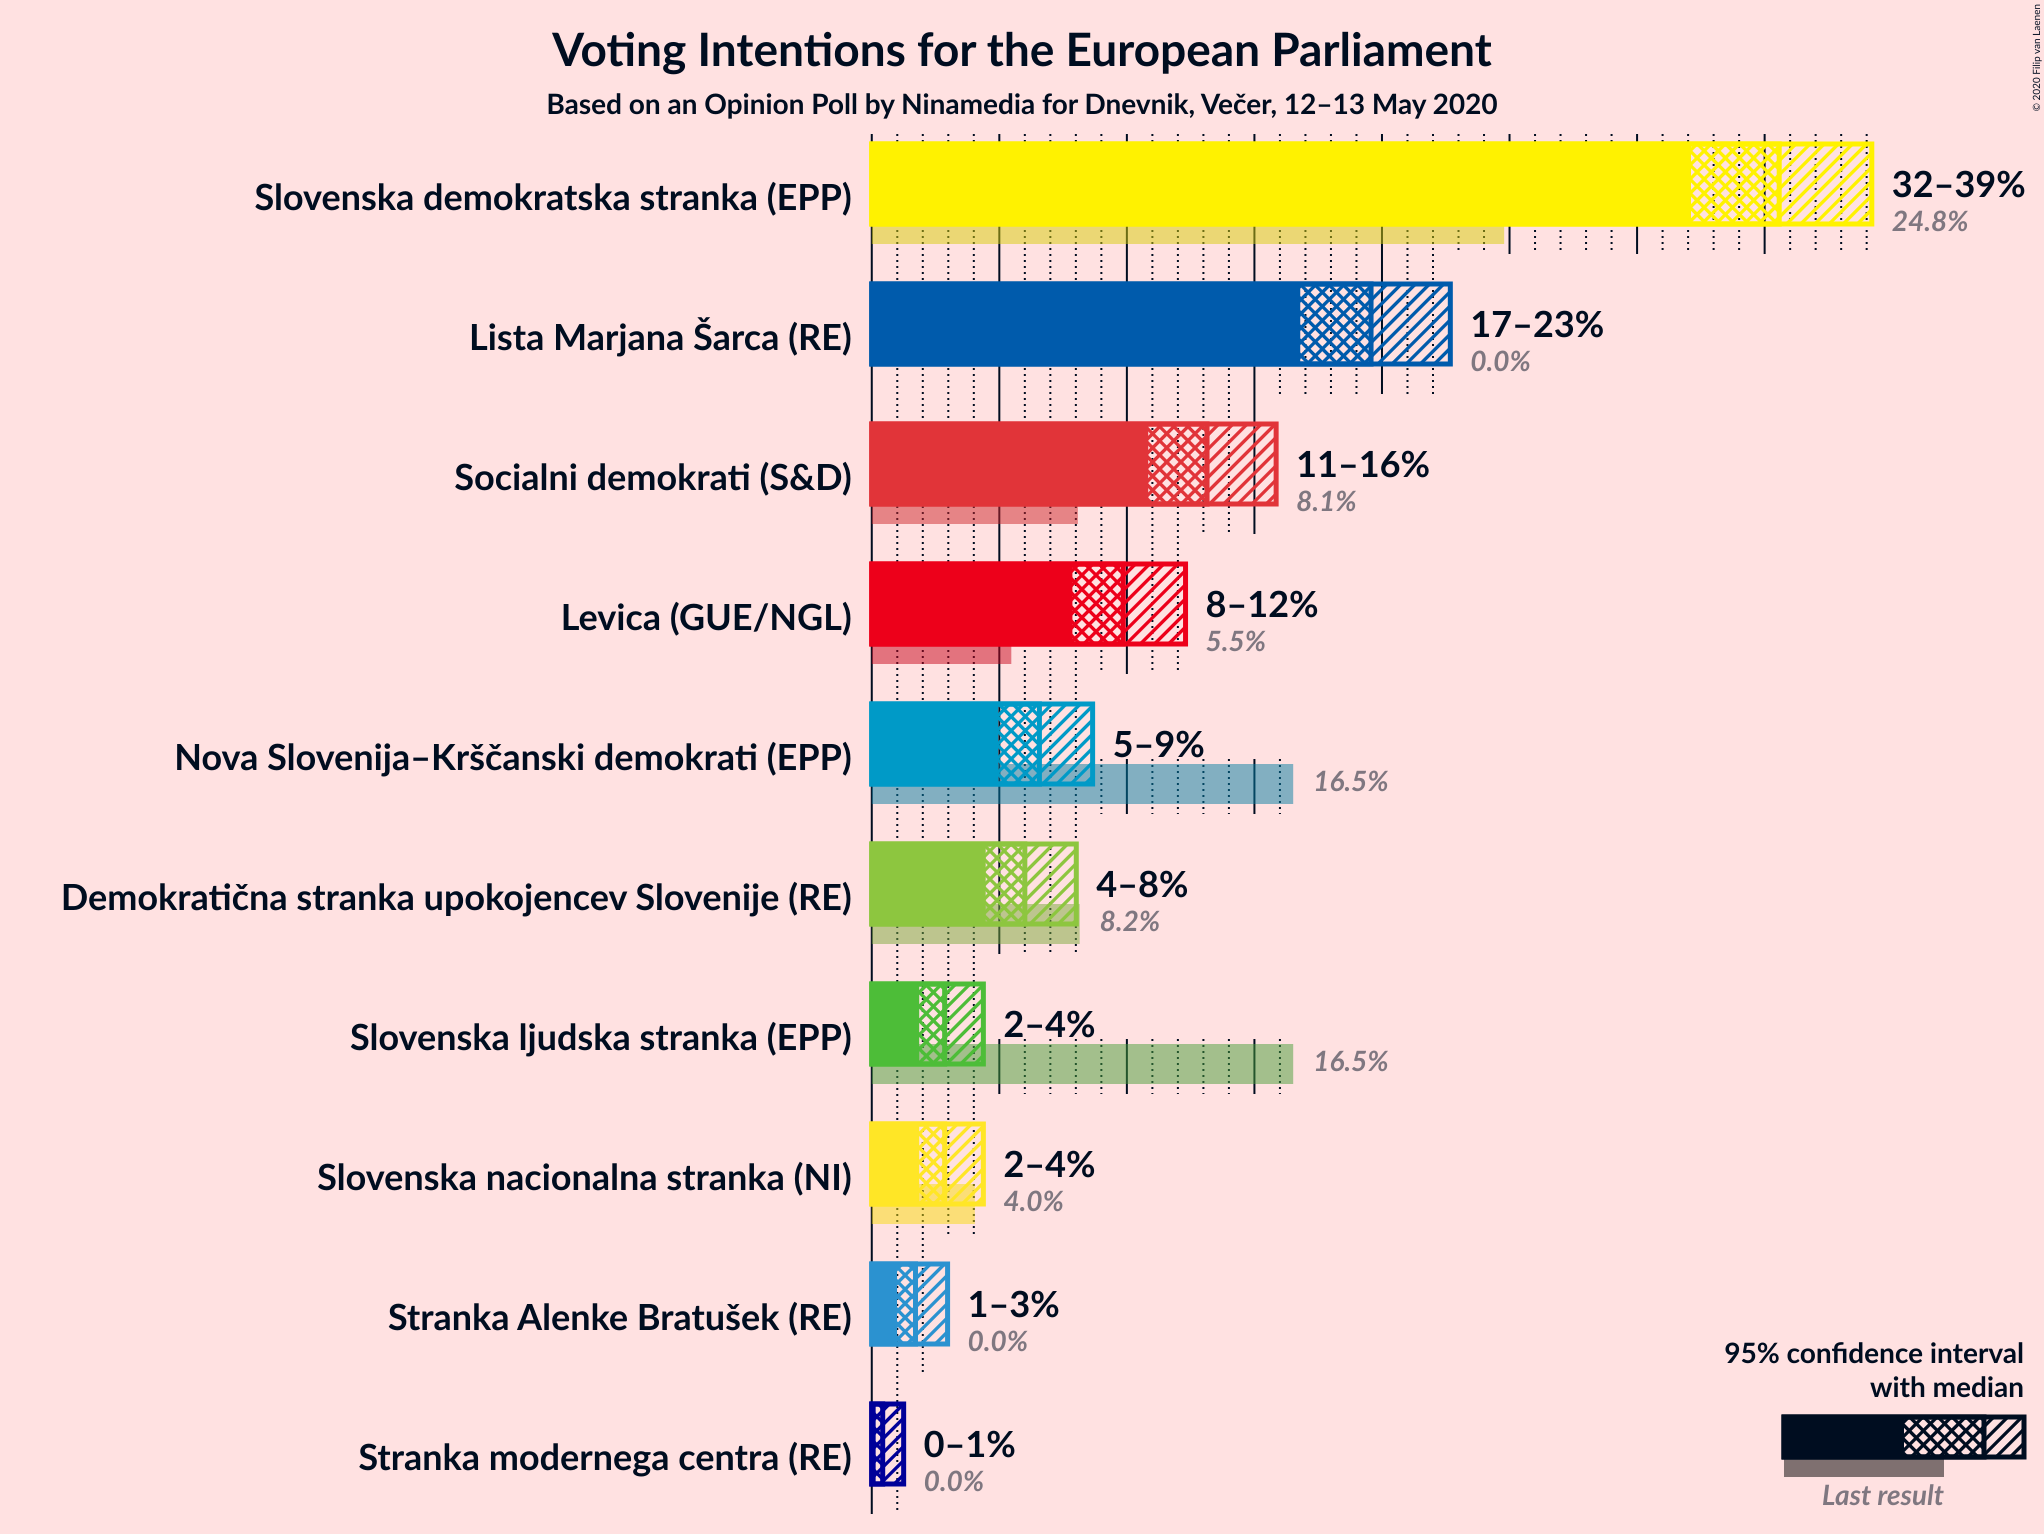 Voting Intentions for the European Parliament
Based on an Opinion Poll by Ninamedia for Dnevnik, Večer, 12–13 May 2020
© 2020 Filip van Laenen
Slovenska demokratska stranka (EPP)
32–39%
24.8%
Lista Marjana Šarca (RE)
17–23%
0.0%
Socialni demokrati (S&D)
11–16%
8.1%
Levica (GUE/NGL)
8–12%
5.5%
Nova Slovenija–Krščanski demokrati (EPP)
5–9%
16.5%
Demokratična stranka upokojencev Slovenije (RE)
4–8%
8.2%
Slovenska ljudska stranka (EPP)
2–4%
16.5%
Slovenska nacionalna stranka (NI)
2–4%
4.0%
Stranka Alenke Bratušek (RE)
1–3%
0.0%
Stranka modernega centra (RE)
0–1%
0.0%
95% confidence interval
with median
Last result